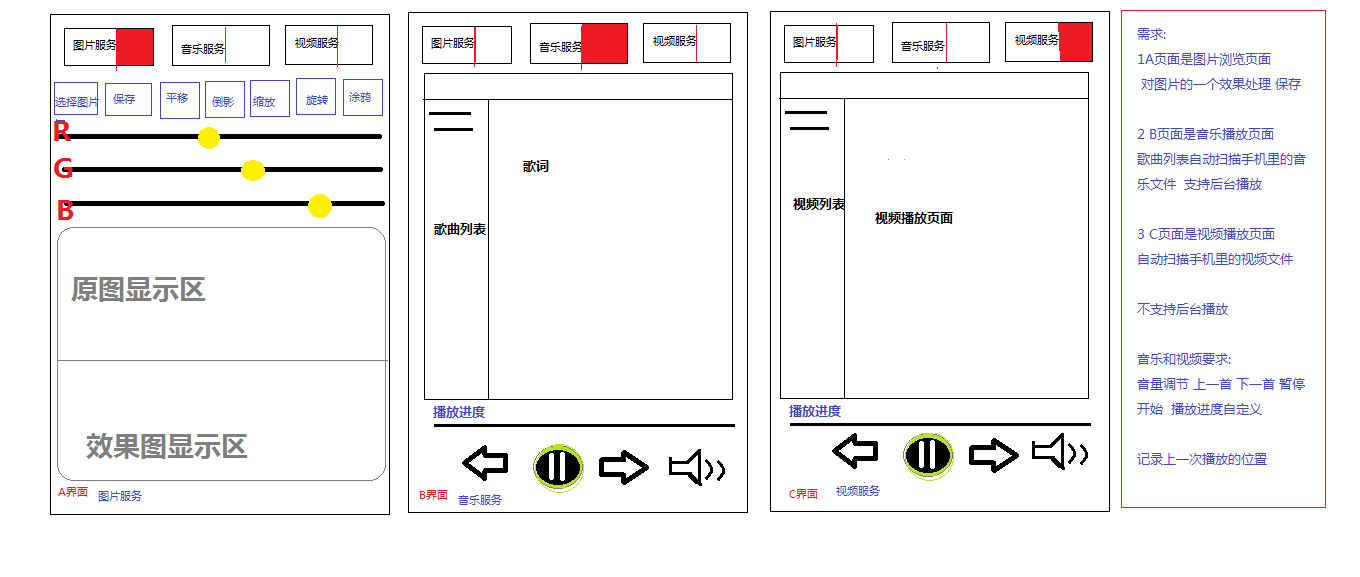 图片服务
音乐服务
视频服务
选择图片
保存
平移
倒影
缩放
旋转
涂鸦
R
G
B
原图显示区
效果图显示区
A界面
图片服务
图片服务
音乐服务
视频服务
歌词
歌曲列表
播放进度
B界面
音乐服务
图片服务
音乐服务
视频服务
视频列表
视频播放页面
播放进度
C界面
视频服务
需求:
1A页面是图片浏览页面
对图片的一个效果处理 保存
2 B页面是音乐播放页面
歌曲列表自动扫描手机里的音
乐文件 支持后台播放
3 C页面是视频播放页面
自动扫描手机里的视频文件
不支持后台播放
音乐和视频要求:
音量调节 上一首 下一首 暂停
开始 播放进度自定义
记录上一次播放的位置